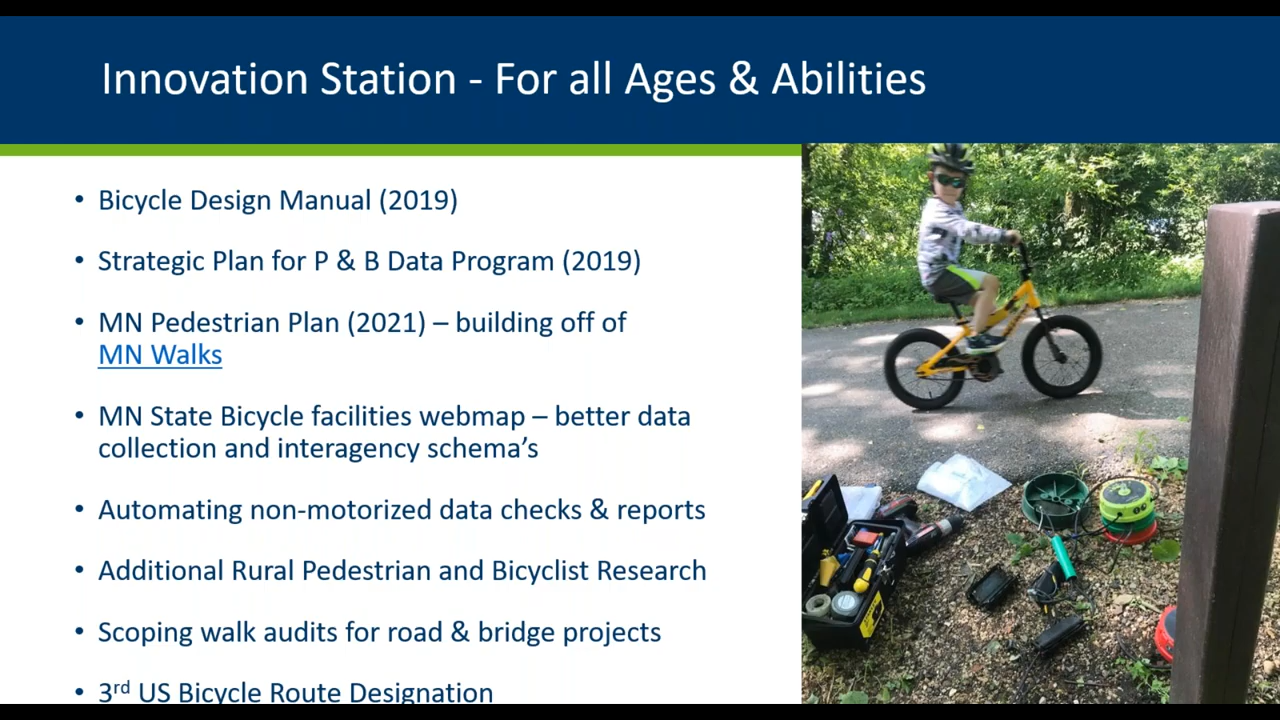 Innovation Station - For all Ages & Abilities
• Bicycle Design Manual (2019)
• Strategic Plan for P & B Data Program (2019)
• MN Pedestrian Plan (2021) – building off of
MN Walks
• MN State Bicycle facilities webmap – better data
collection and interagency schema’s
• Automating non-motorized data checks & reports
• Additional Rural Pedestrian and Bicyclist Research
• Scoping walk audits for road & bridge projects
• 3rd US Bicycle Route Designation